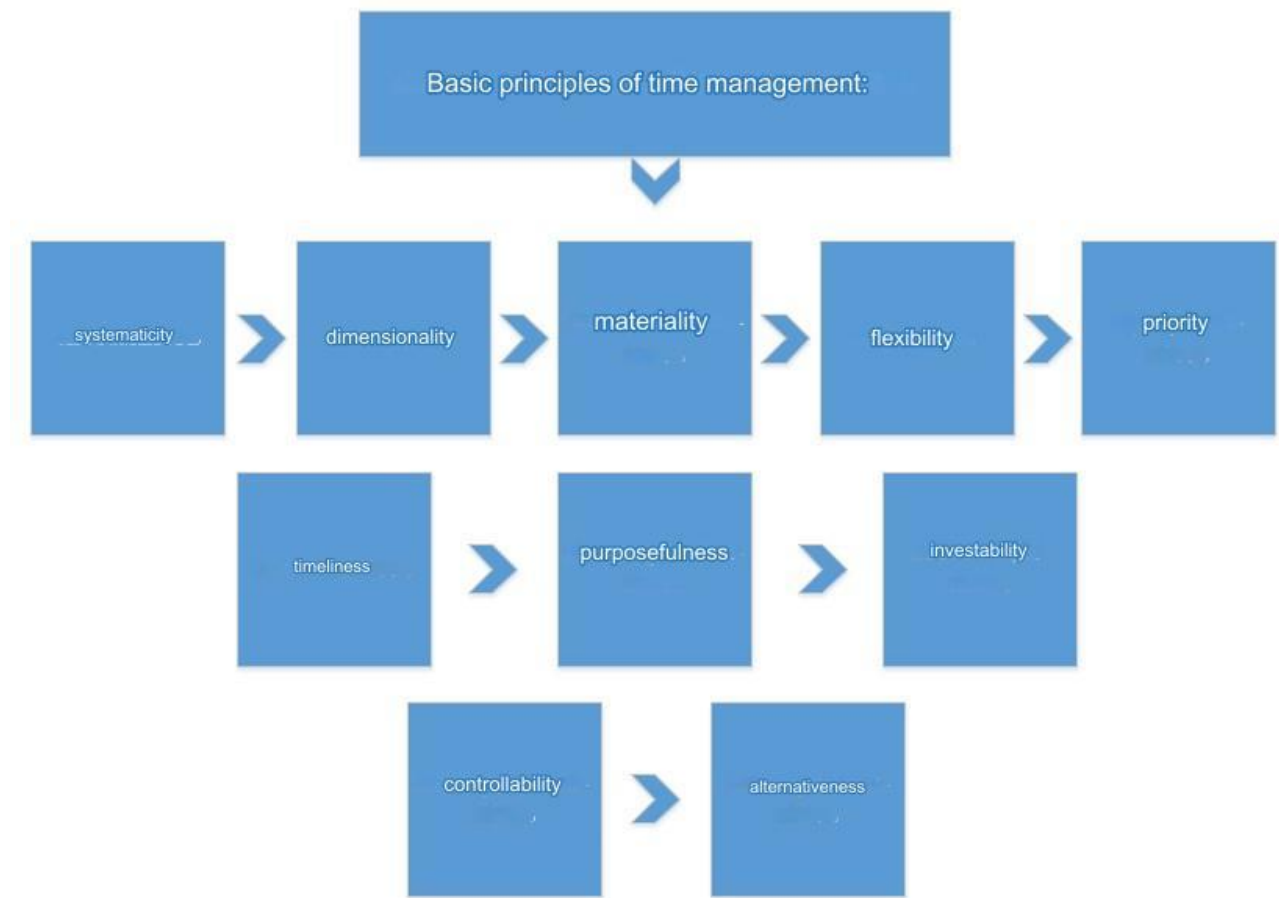 Basic principles of time management:
systematicity
dimensionality
materiality
flexibility
priority
timeliness
purposefulness
investability
controllability
alternativeness